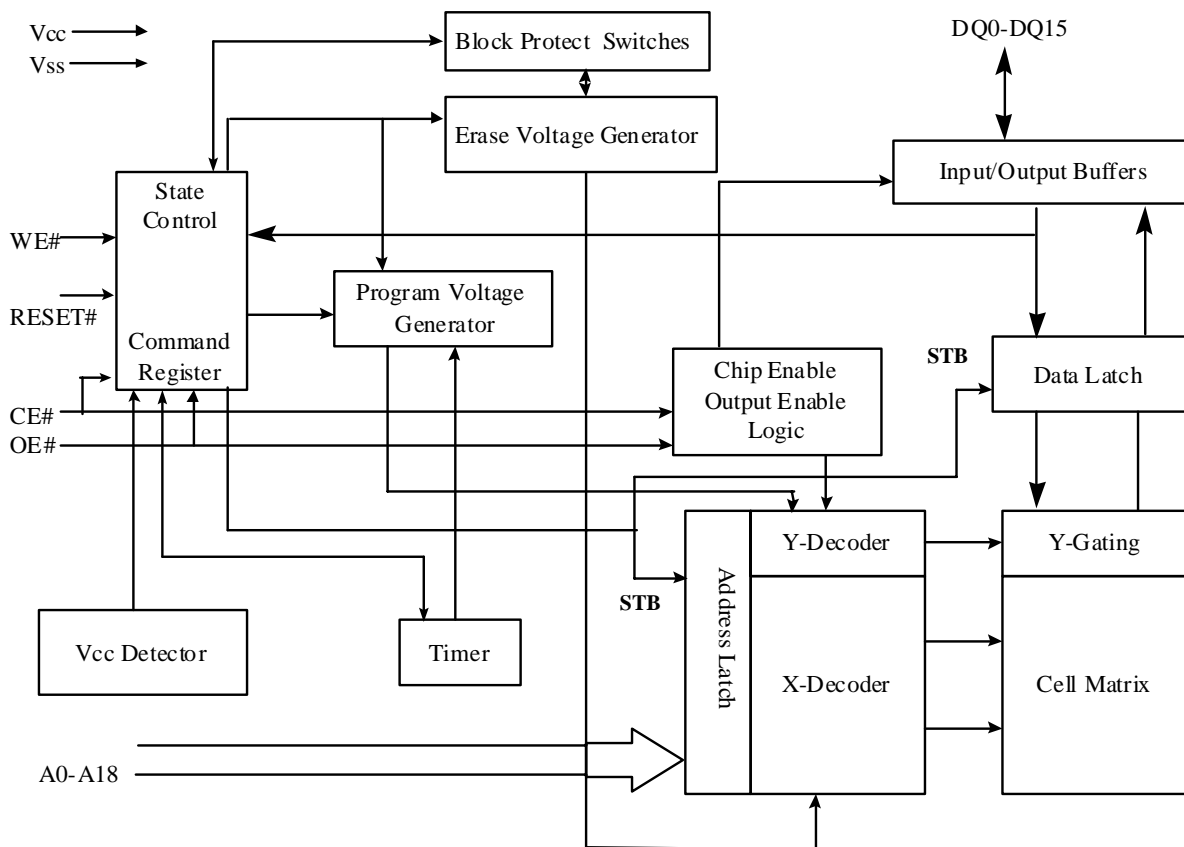 Vcc
Vss
Block Protect Switches
DQ0-DQ15
Erase Voltage Generator
Input/Output Buffers
State
Control
WE#
RESET#
Program Voltage
Generator
Command
Register
STB
Chip Enable
Output Enable
Logic
Data Latch
CE#
OE#
Y-Decoder
Y-Gating
Address Latch
STB
Vcc Detector
Timer
X-Decoder
Cell Matrix
A0-A18